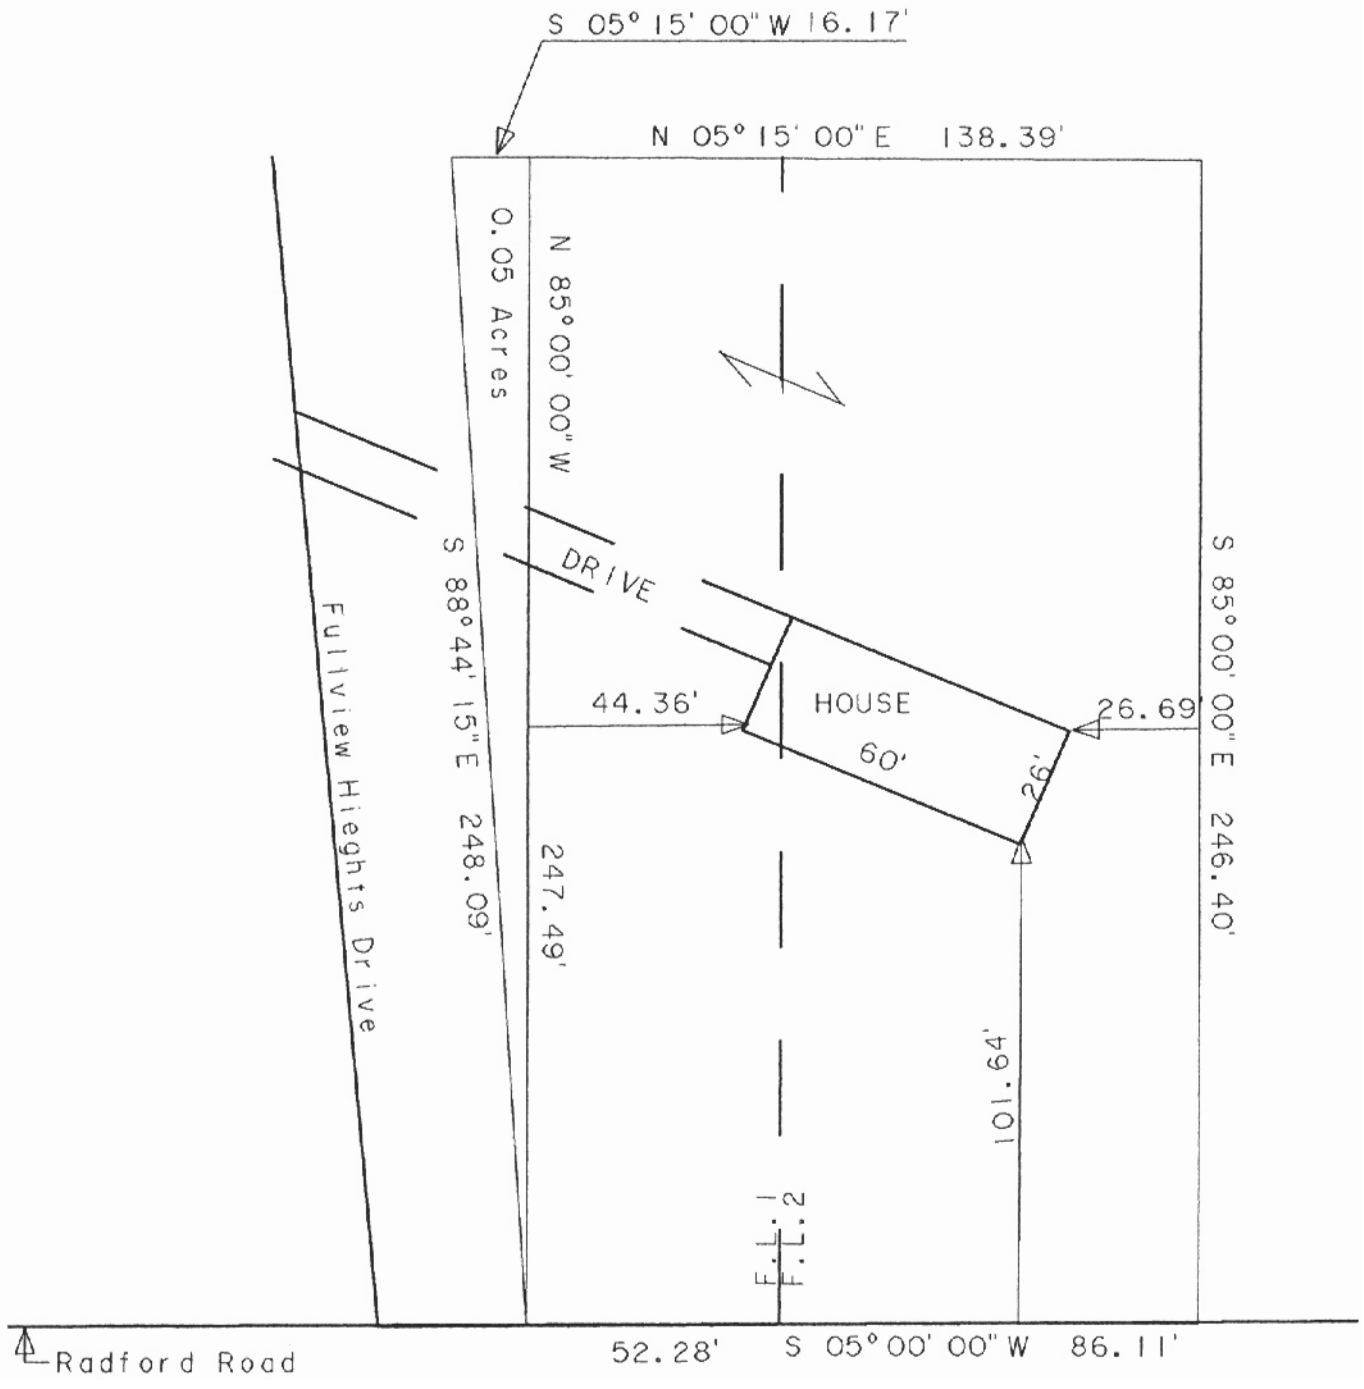 S 05° 15' 00" W 16.17'
N 05° 15' 00" E 138.39'
0.05 Acres
N 85° 00' 00" W
247.49'
S 88° 44' 15" E 248.09'
S 85° 00' 00" E 246.40'
DRIVE
HOUSE
60'
26'
44.36'
26.69'
Fullview Hieghts Drive
101.94'
F.L. 1
F.L. 2
Radford Road
52.28' S 05° 00' 00" W 86.11'